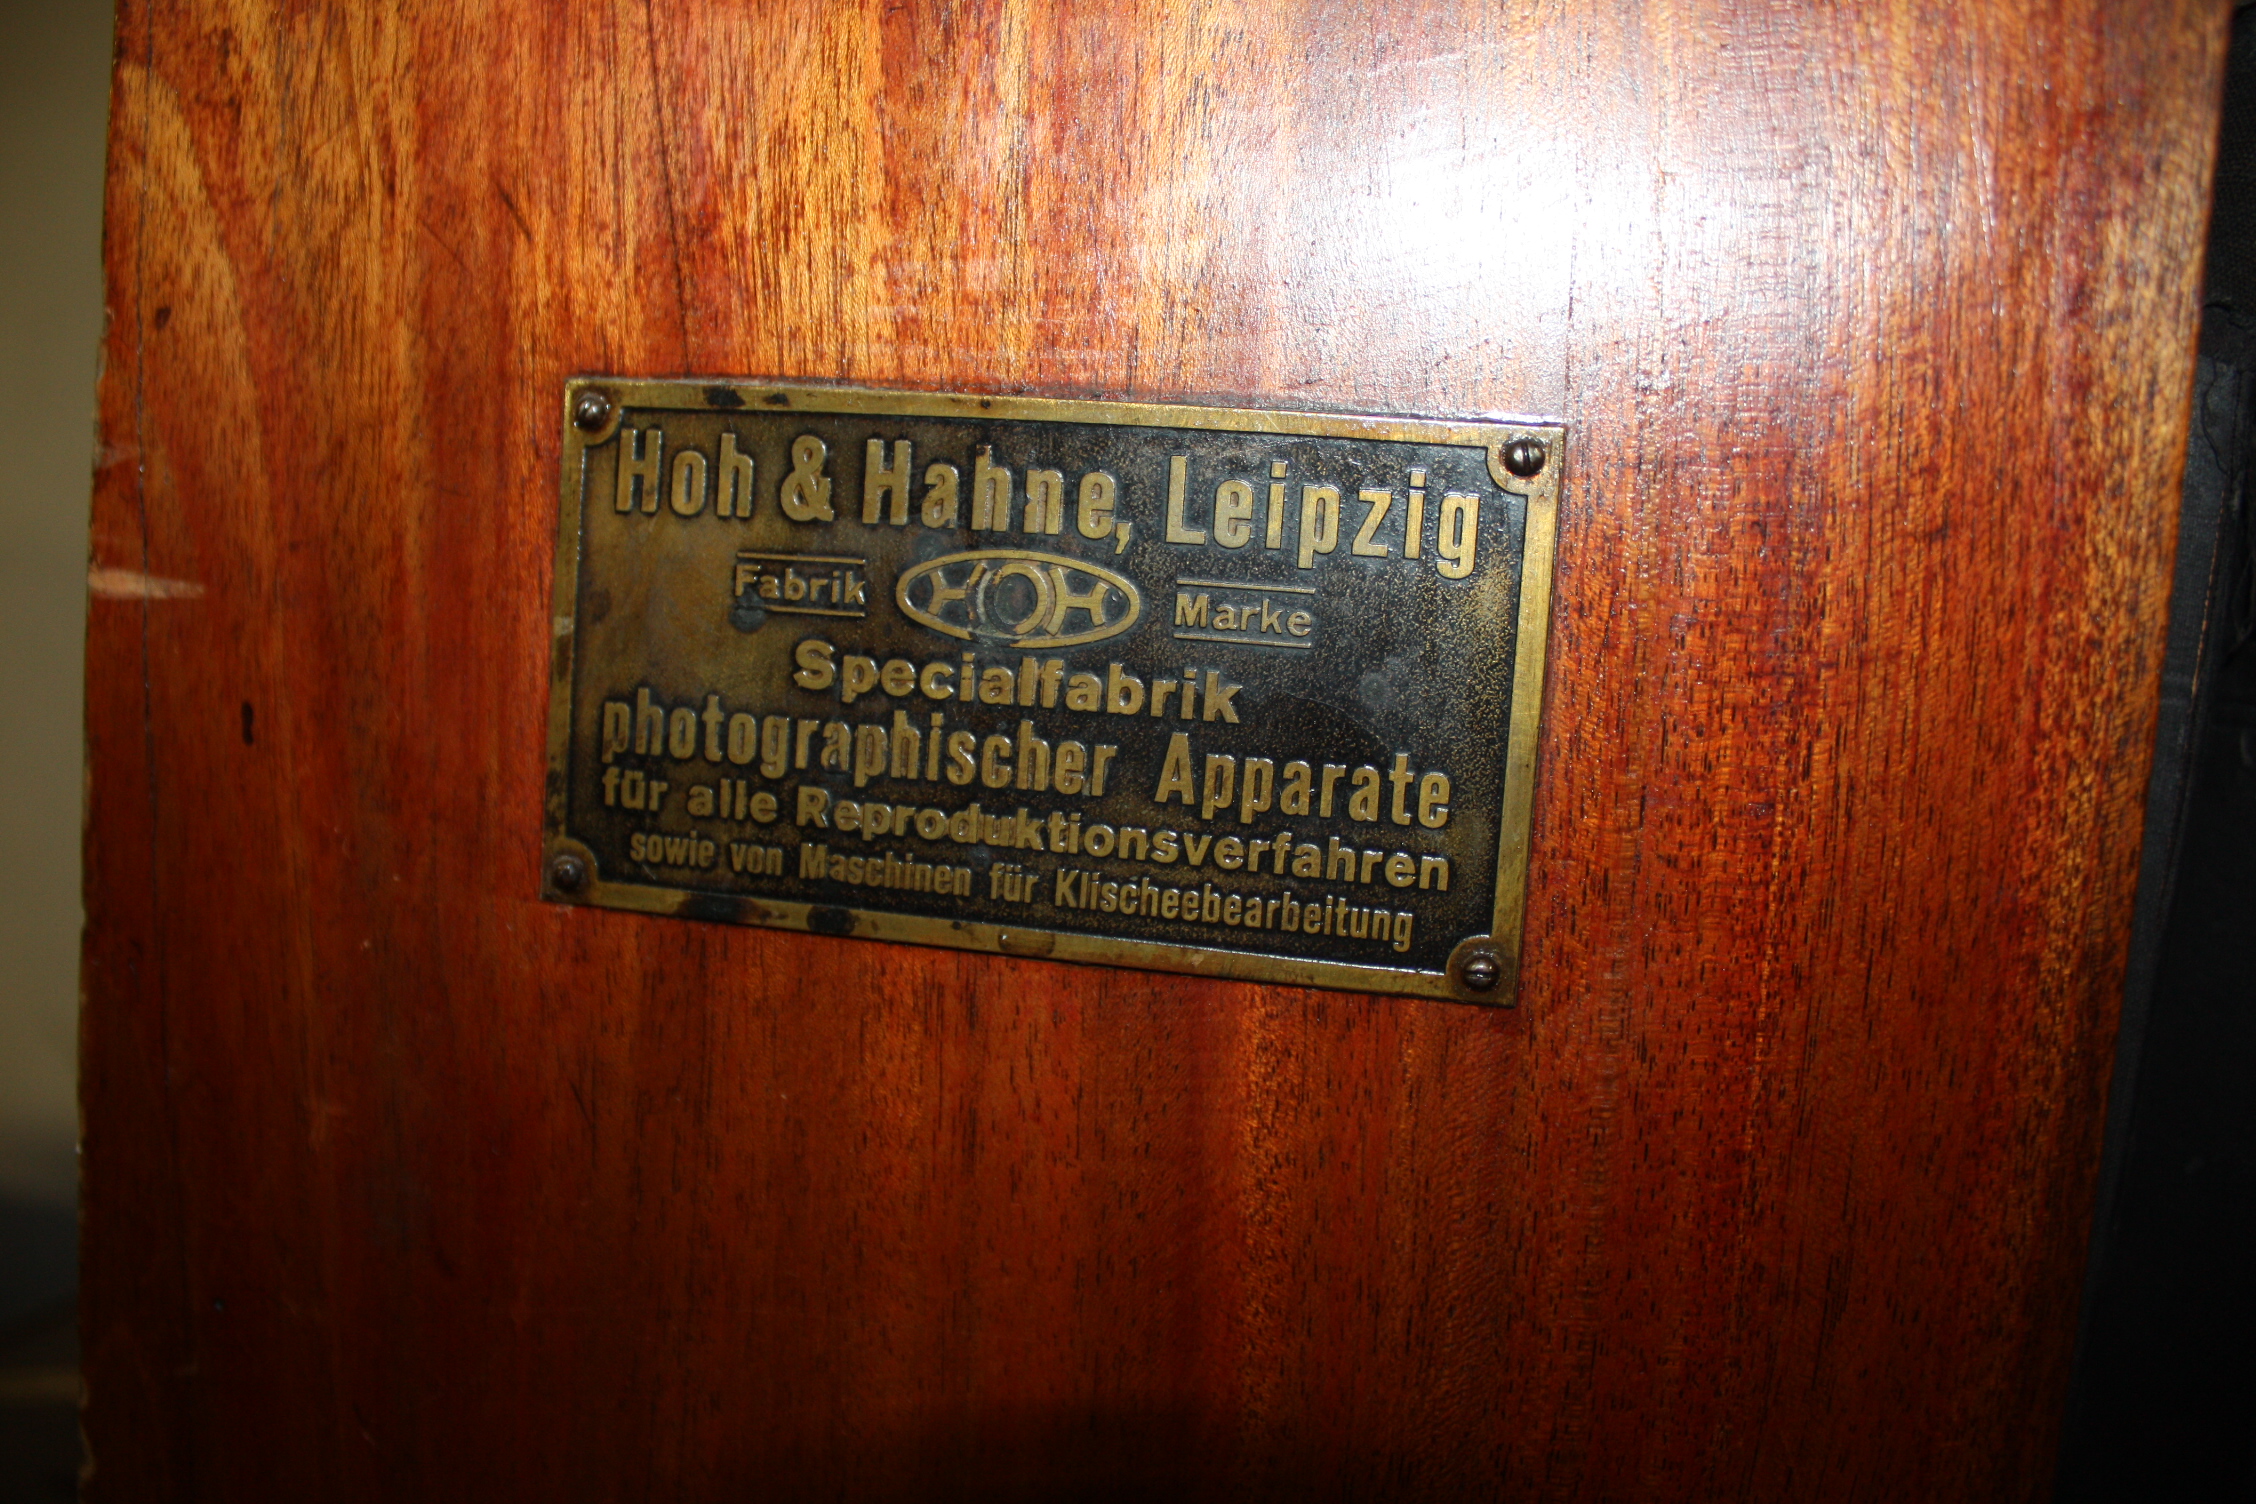 Hoh & Hahne, Leipzig
Fabrik HOH Marke
Specialfabrik
photographischer Apparate
für alle Reproduktionsverfahren
sowie von Maschinen für Klischeebearbeitung